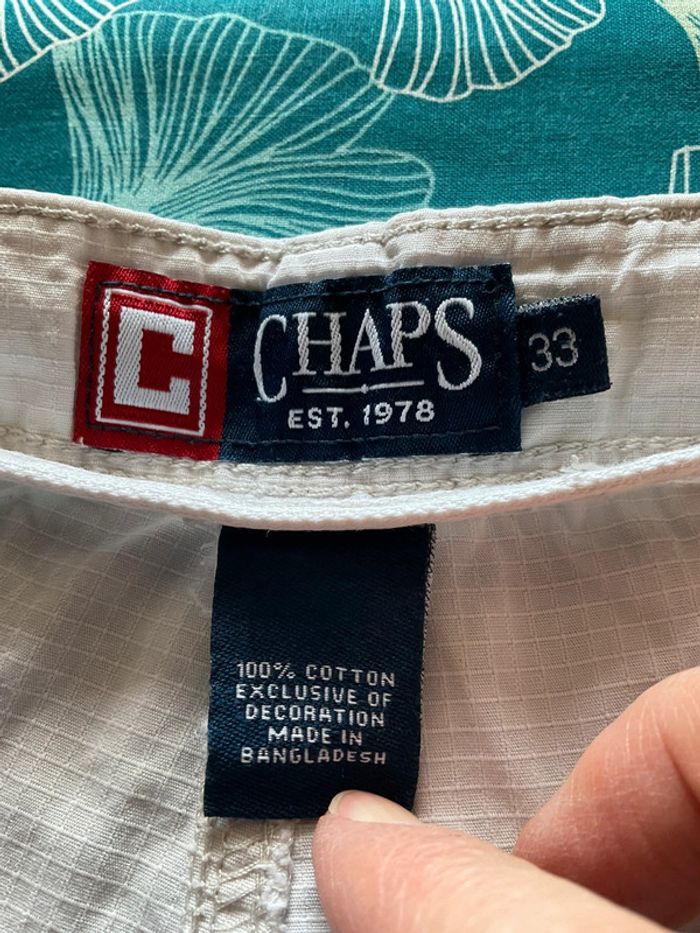 C
CHAPS
EST. 1978
33
100% COTTON
EXCLUSIVE OF
DECORATION
MADE IN
BANGLADESH